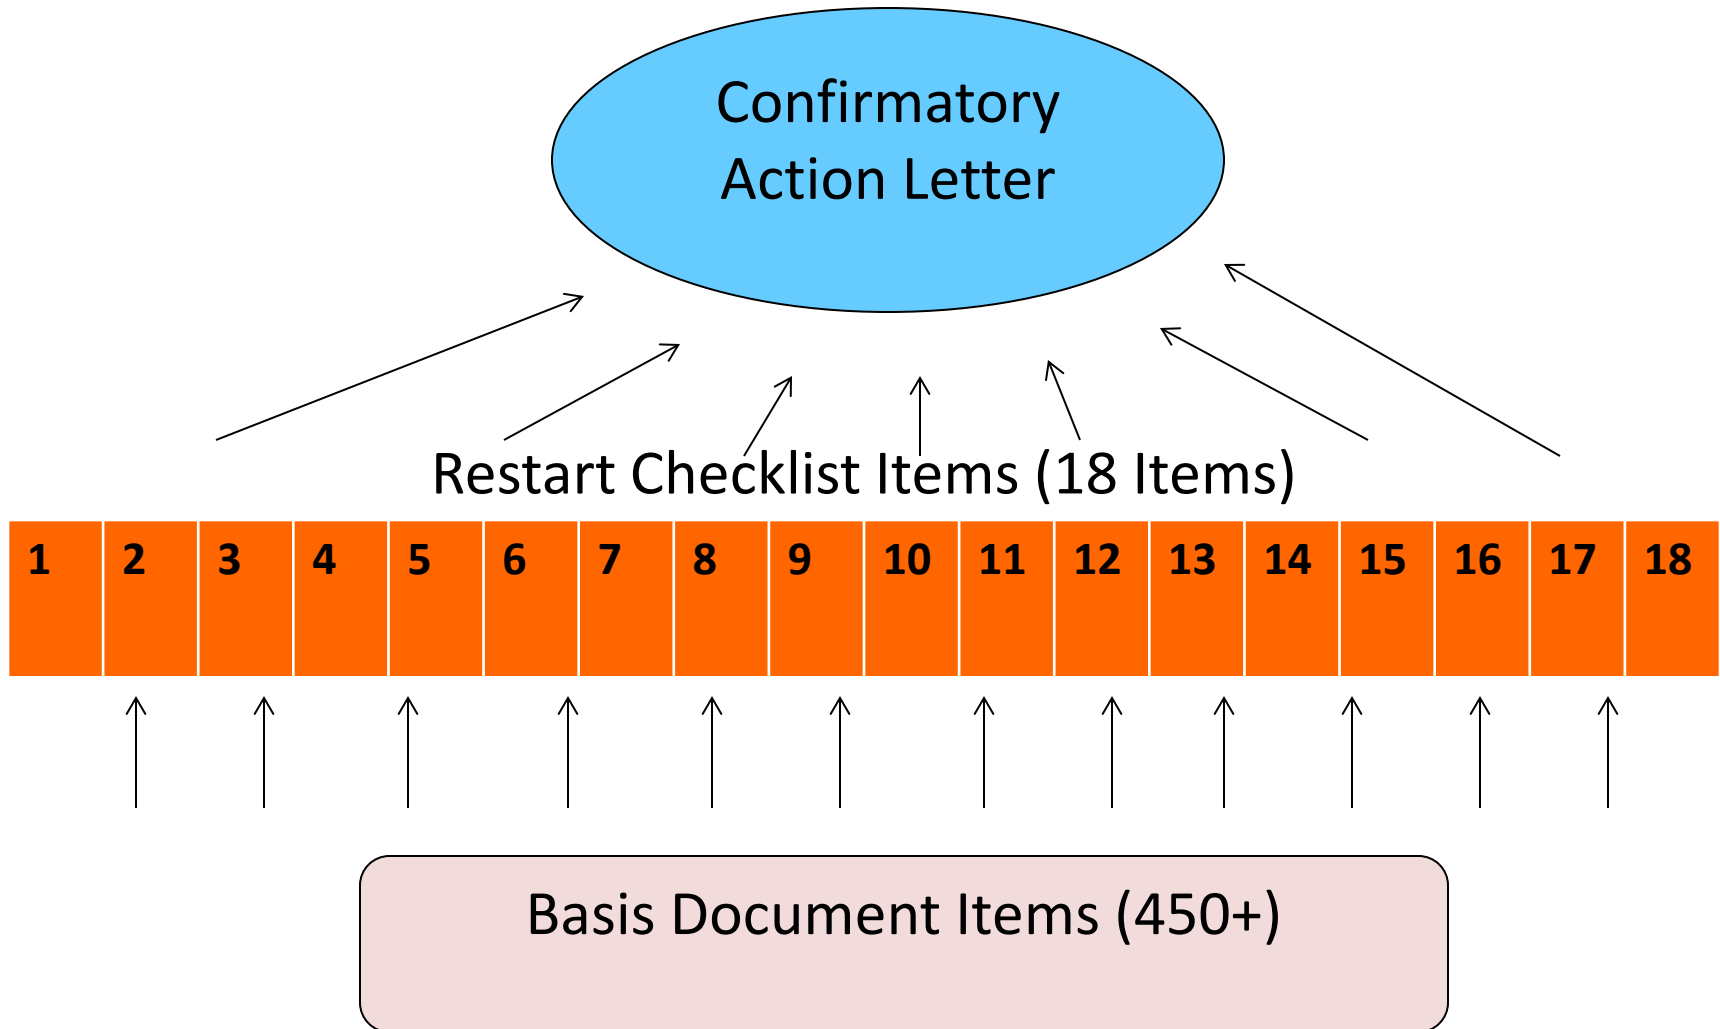 Confirmatory
Action Letter
Restart Checklist Items (18 Items)
1 2 3 4 5 6 7 8 9 10 11 12 13 14 15 16 17 18
Basis Document Items (450+)